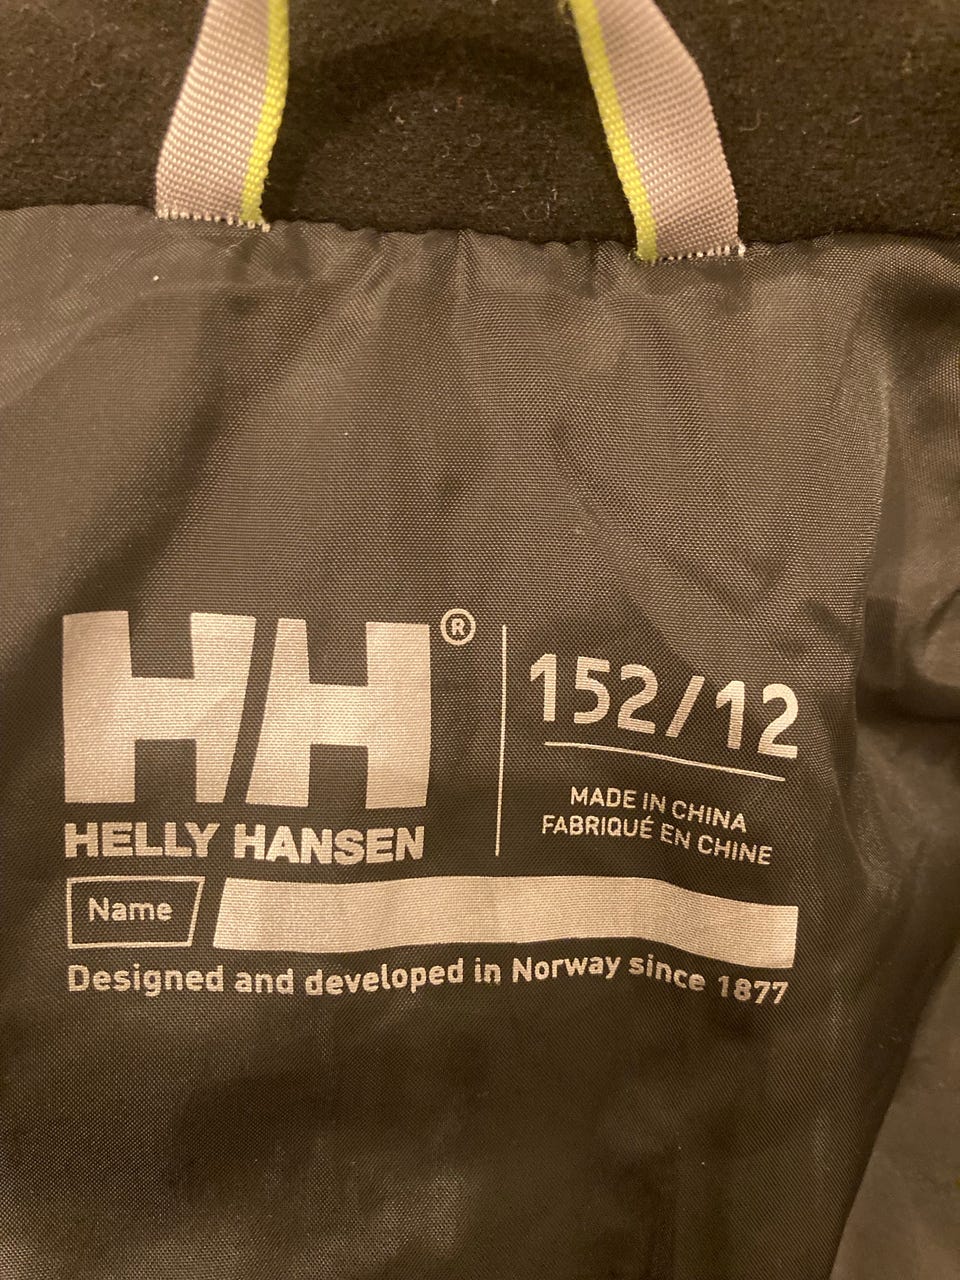 HH®
HELLY HANSEN
152/12
MADE IN CHINA
FABRIQUÉ EN CHINE
Name
Designed and developed in Norway since 1877